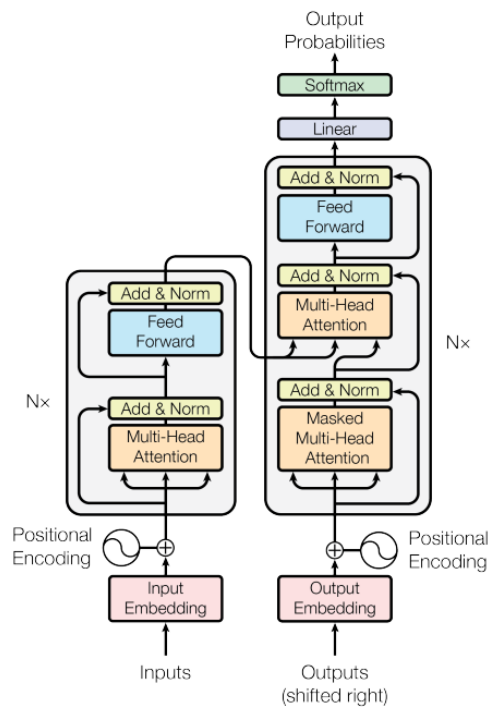 Output
Probabilities
Softmax
Linear
Add & Norm
Feed
Forward
Add & Norm
Multi-Head
Attention
Add & Norm
Masked
Multi-Head
Attention
Nx
Positional
Encoding
Output
Embedding
Outputs
(shifted right)
Add & Norm
Feed
Forward
Add & Norm
Multi-Head
Attention
Nx
Positional
Encoding
Input
Embedding
Inputs